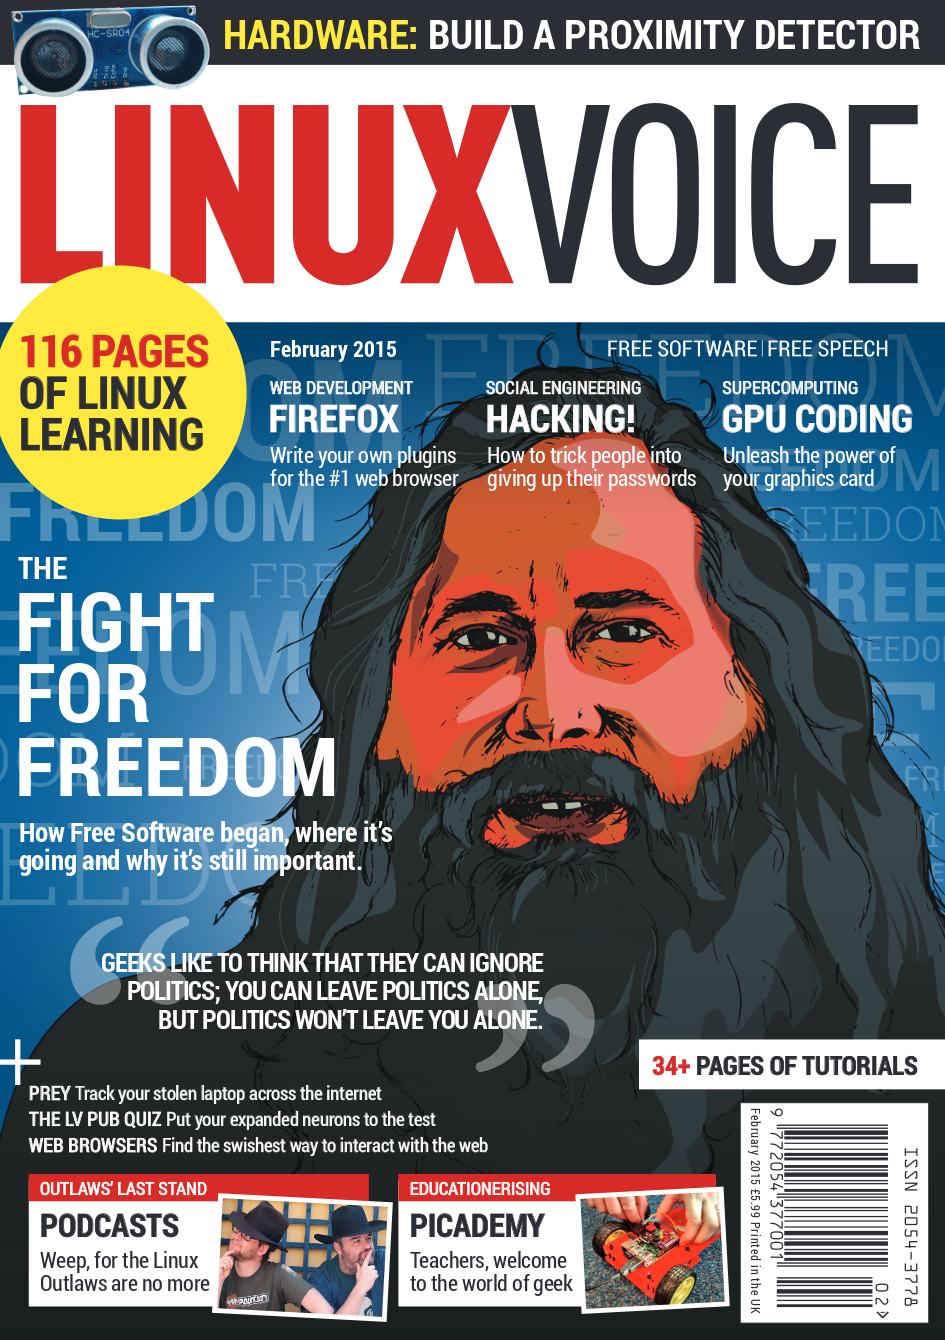 HC-SR04
Vcc
Trig
Echo
Gnd
HARDWARE: BUILD A PROXIMITY DETECTOR
LINUXVOICE
116 PAGES
OF LINUX
LEARNING
February 2015
FREE SOFTWARE | FREE SPEECH
WEB DEVELOPMENT
FIREFOX
Write your own plugins
for the #1 web browser
SOCIAL ENGINEERING
HACKING!
How to trick people into
giving up their passwords
SUPERCOMPUTING
GPU CODING
Unleash the power of
your graphics card
FREEDOM
FREEDOM
THE
FIGHT
FOR
FREEDOM
How Free Software began, where it's
going and why it's still important.
“GEEKS LIKE TO THINK THAT THEY CAN IGNORE
POLITICS; YOU CAN LEAVE POLITICS ALONE,
BUT POLITICS WON'T LEAVE YOU ALONE.”
34+ PAGES OF TUTORIALS
+
PREY Track your stolen laptop across the internet
THE LV PUB QUIZ Put your expanded neurons to the test
WEB BROWSERS Find the swishest way to interact with the web
OUTLAWS' LAST STAND
PODCASTS
Weep, for the Linux
Outlaws are no more
EDUCATIONERISING
PICADEMY
Teachers, welcome
to the world of geek
February 2015 £5.99 Printed in the UK
9 772054 377001
02
ISSN 2054-3778